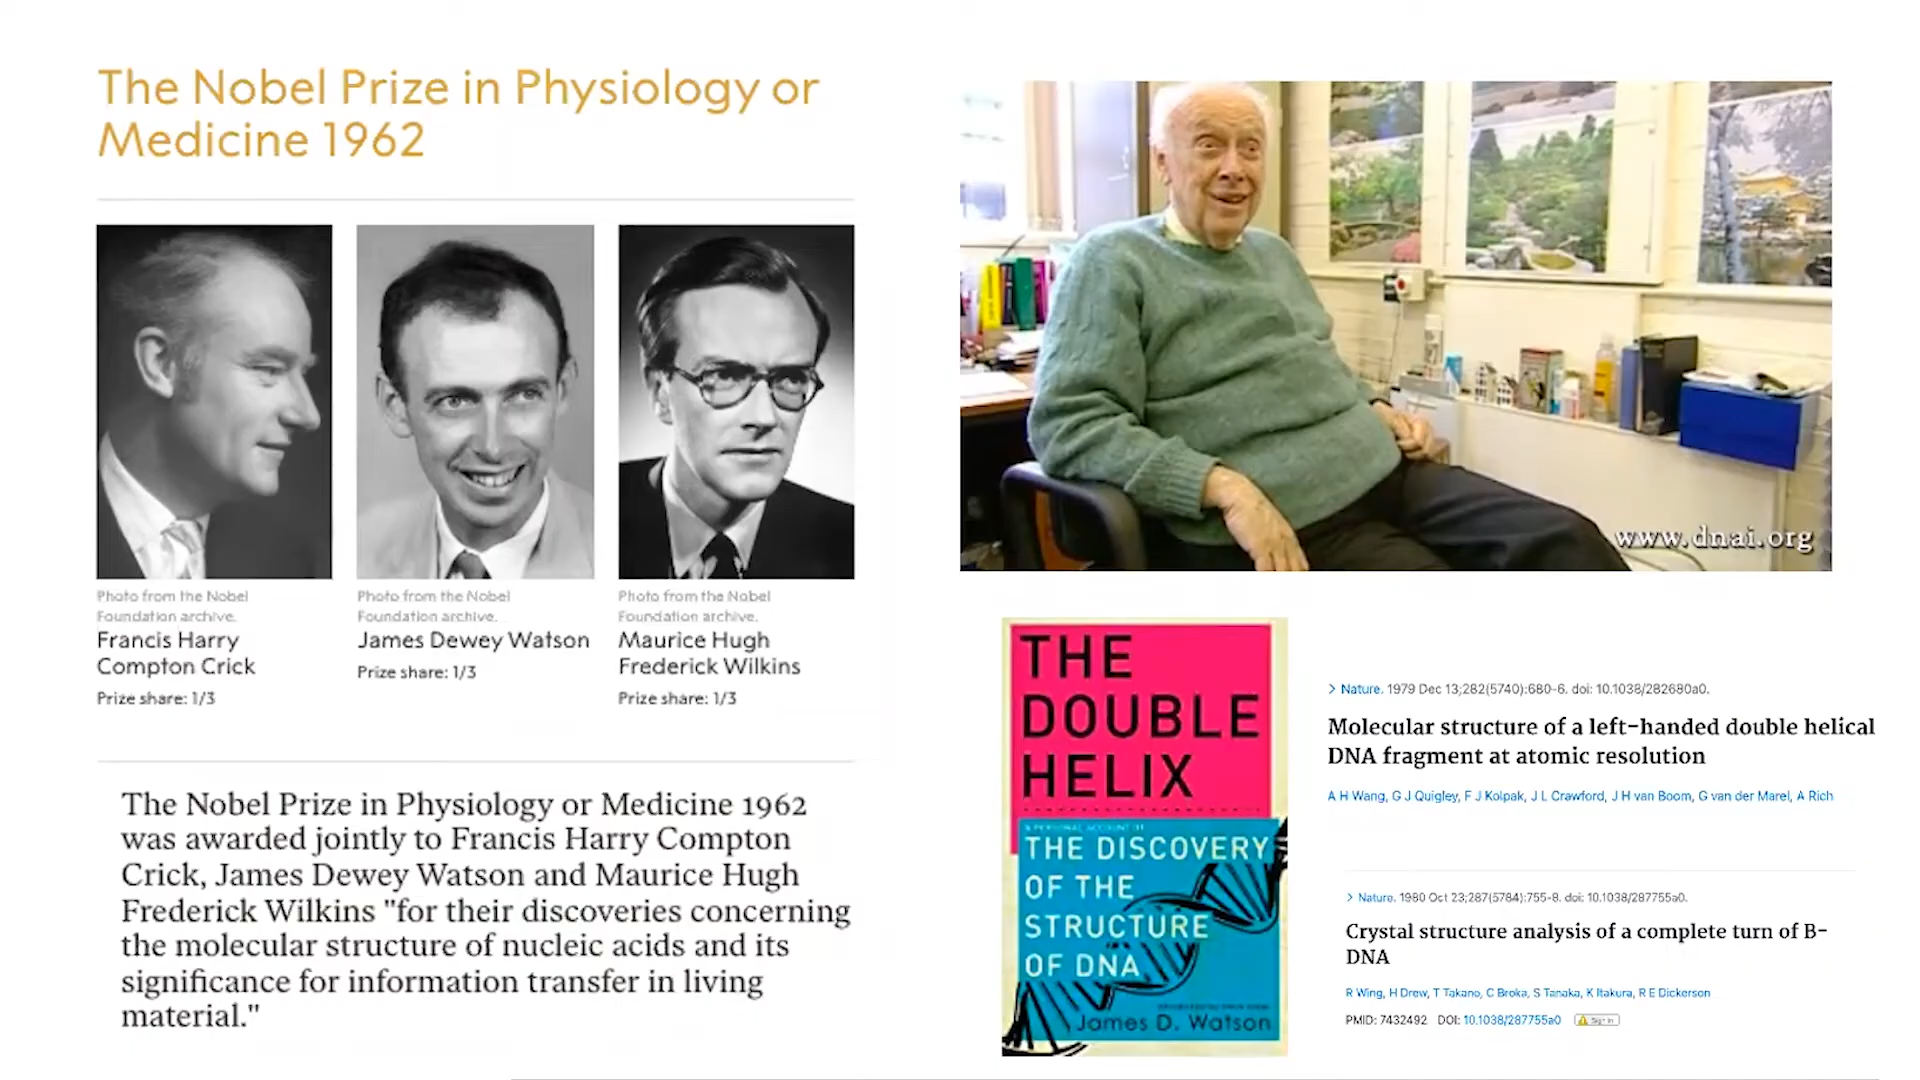 The Nobel Prize in Physiology or
Medicine 1962
Photo from the Nobel
Foundation archive.
Francis Harry
Compton Crick
Prize share: 1/3
Photo from the Nobel
Foundation archive.
James Dewey Watson
Prize share: 1/3
Photo from the Nobel
Foundation archive.
Maurice Hugh
Frederick Wilkins
Prize share: 1/3
The Nobel Prize in Physiology or Medicine 1962
was awarded jointly to Francis Harry Compton
Crick, James Dewey Watson and Maurice Hugh
Frederick Wilkins "for their discoveries concerning
the molecular structure of nucleic acids and its
significance for information transfer in living
material."
www.dnai.org
THE
DOUBLE
HELIX
A PERSONAL ACCOUNT OF
THE DISCOVERY
OF THE
STRUCTURE
OF DNA
James D. Watson
> Nature. 1979 Dec 13;282(5740):680-6. doi: 10.1038/282680a0.
Molecular structure of a left-handed double helical
DNA fragment at atomic resolution
A H Wang, G J Quigley, F J Kolpak, J L Crawford, J H van Boom, G van der Marel, A Rich
> Nature. 1980 Oct 23;287(5784):755-8. doi: 10.1038/287755a0.
Crystal structure analysis of a complete turn of B-
DNA
R Wing, H Drew, T Takano, C Broka, S Tanaka, K Itakura, R E Dickerson
PMID: 7432492 DOI: 10.1038/287755a0 Sign in